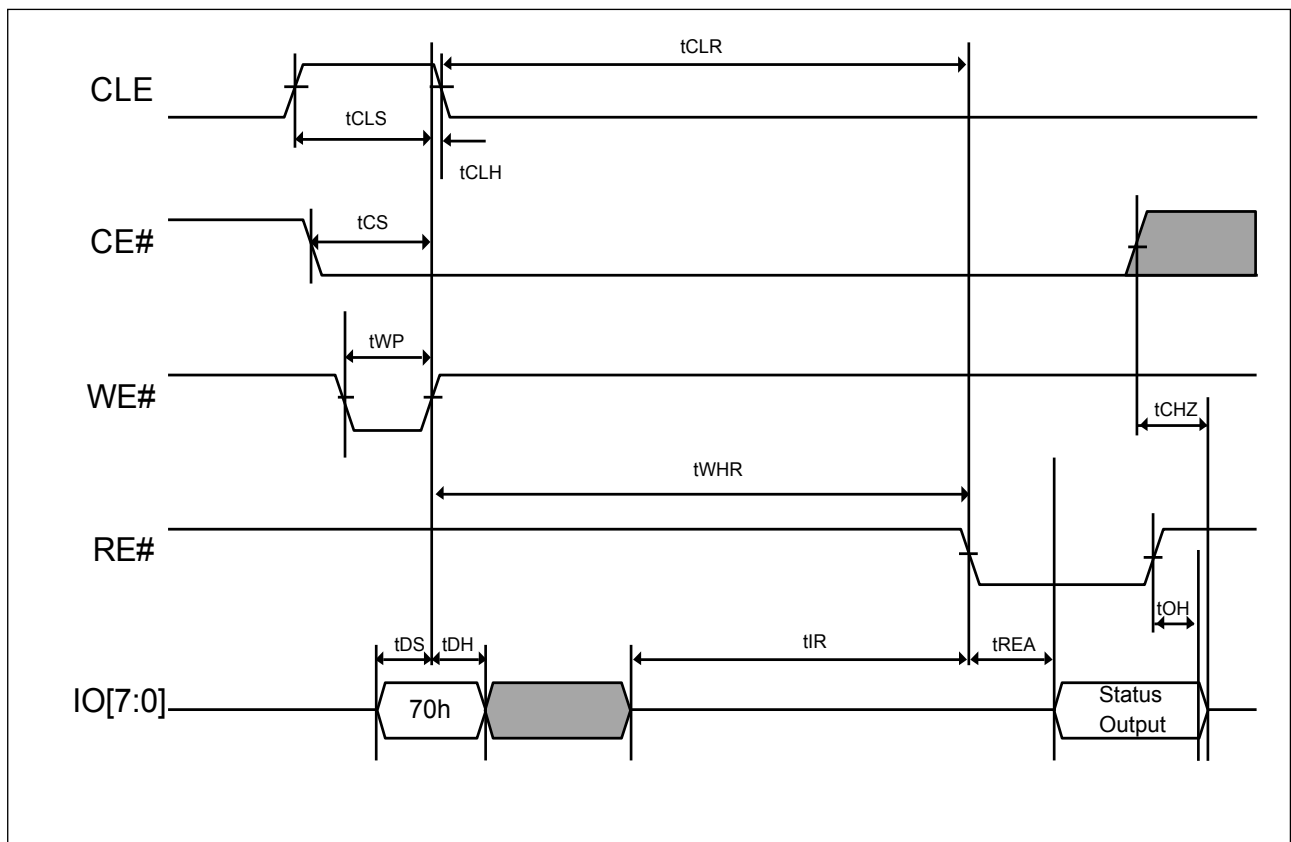 tCLR
CLE
tCLS
tCLH
tCS
CE#
tWP
WE#
tCHZ
tWHR
RE#
tOH
tDS
tDH
tIR
tREA
IO[7:0]
70h
Status
Output